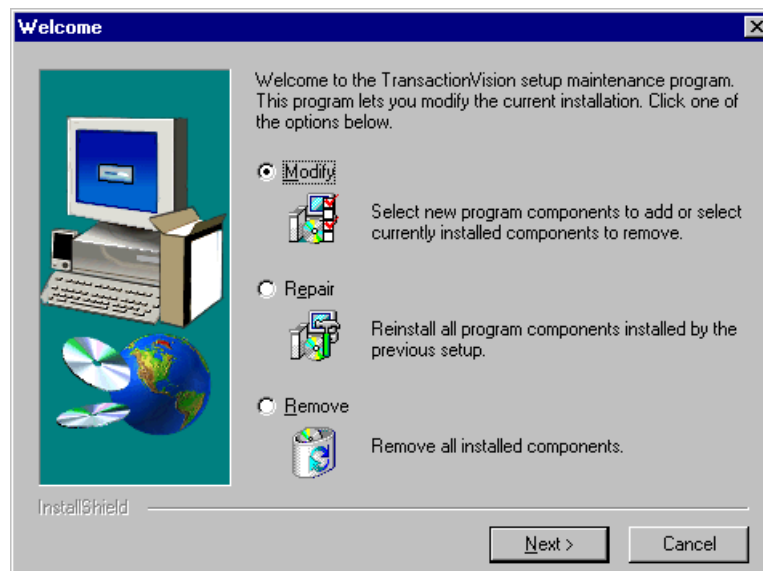 Welcome
Welcome to the TransactionVision setup maintenance program.
This program lets you modify the current installation. Click one of
the options below.
Modify
Select new program components to add or select
currently installed components to remove.
Repair
Reinstall all program components installed by the
previous setup.
Remove
Remove all installed components.
InstallShield
Next >
Cancel